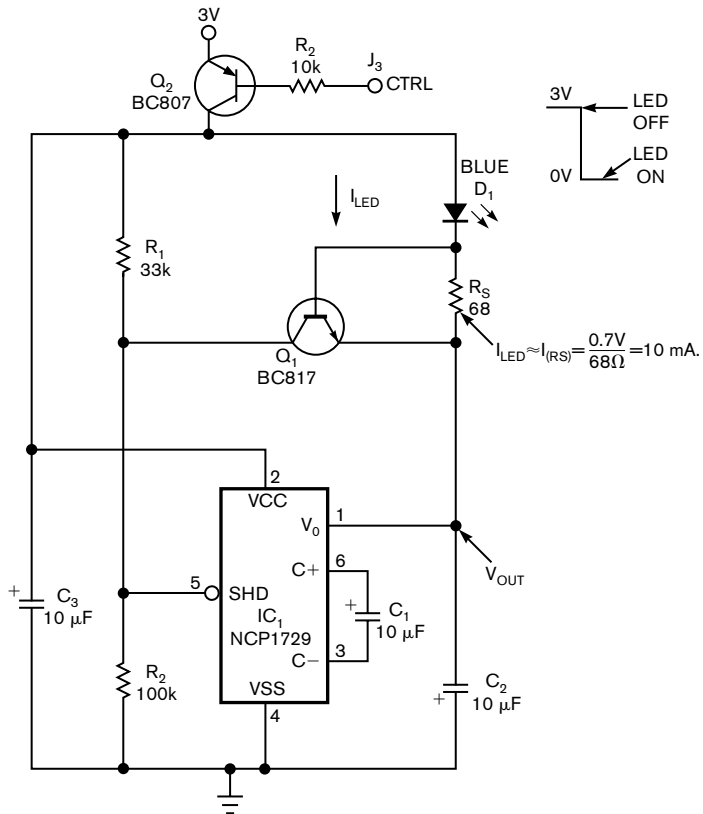 3V
R2
10k
J3
CTRL
Q2
BC807
3V
LED
OFF
LED
ON
0V
BLUE
D1
ILED
R1
33k
RS
68
Q1
BC817
ILED≈I(RS)=0.7V/68Ω=10 mA.
2
VCC
V0
1
C+
6
VOUT
5
SHD
IC1
NCP1729
+
C1
10 µF
+
C3
10 µF
C−
3
R2
100k
VSS
4
+
C2
10 µF